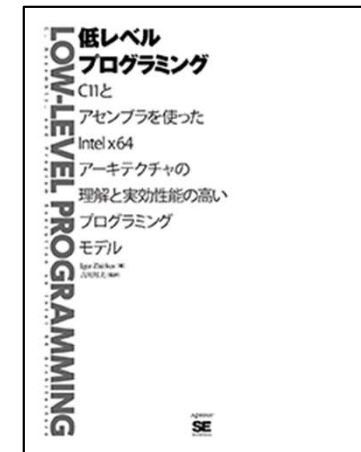 LOW-LEVEL PROGRAMMING
低レベル
プログラミング
C11と
アセンブラを使った
Intel x64
アーキテクチャの
理解と実効性能の高い
プログラミング
モデル
Igor Zhirkov
SE